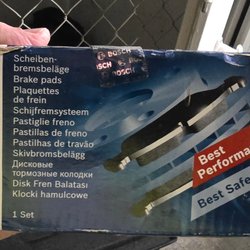 BOSCH
BOSCH
Scheiben-
bremsbeläge
Brake pads
Plaquettes
de frein
Schijfremsysteem
Pastiglie freno
Pastillas de freno
Pastilhas de travão
Skivbromsbelägg
Дисковые
тормозные колодки
Disk Fren Balatası
Klocki hamulcowe
1 Set
Best
Performa
Best Safe